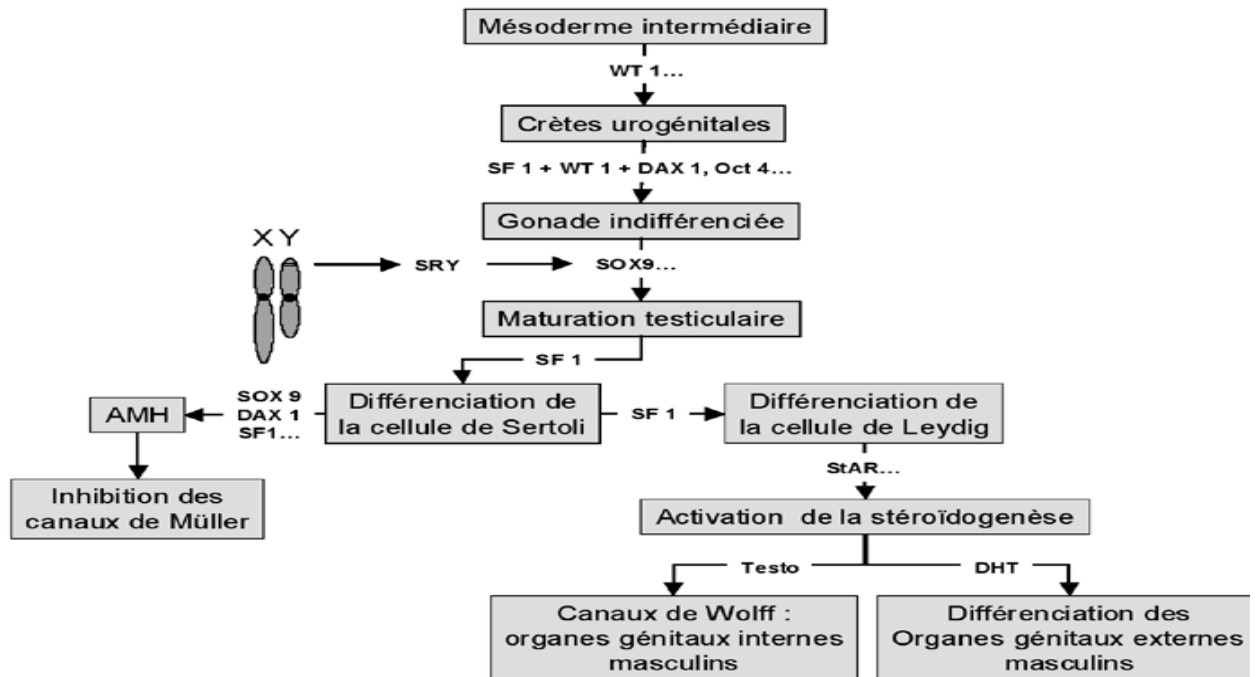 Mésoderme intermédiaire
WT 1...
Crètes urogénitales
SF 1 + WT 1 + DAX 1, Oct 4...
Gonade indifférenciée
X Y
SRY
SOX9...
Maturation testiculaire
SF 1
AMH
SOX 9
DAX 1
SF1...
Différenciation de
la cellule de Sertoli
SF 1
Différenciation de
la cellule de Leydig
StAR...
Inhibition des
canaux de Müller
Activation de la stéroïdogenèse
Testo
DHT
Canaux de Wolff :
organes génitaux internes
masculins
Différenciation des
Organes génitaux externes
masculins